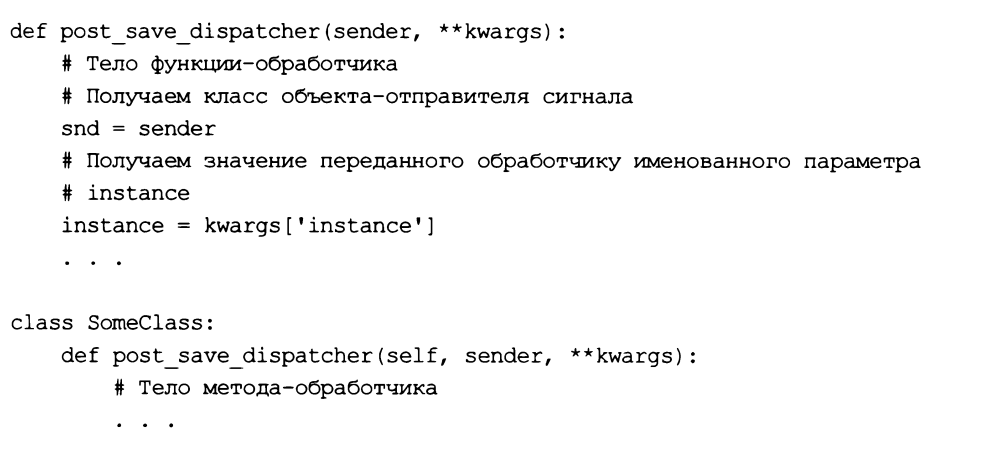 def post_save_dispatcher(sender, **kwargs):
    # Тело функции-обработчика
    # Получаем класс объекта-отправителя сигнала
    snd = sender
    # Получаем значение переданного обработчику именованного параметра
    # instance
    instance = kwargs['instance']
    . . .

class SomeClass:
    def post_save_dispatcher(self, sender, **kwargs):
        # Тело метода-обработчика
        . . .